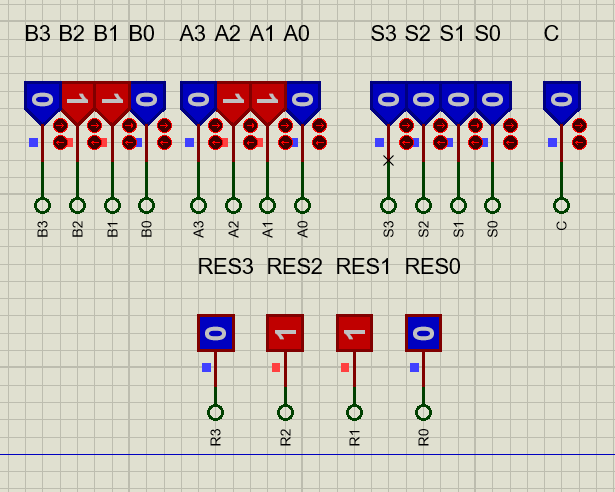 B3 B2 B1 B0 A3 A2 A1 A0 S3 S2 S1 S0 C
0 1 1 0 0 1 1 0 0 0 0 0 0
B3 B2 B1 B0 A3 A2 A1 A0 S3 S2 S1 S0 C
RES3 RES2 RES1 RES0
0 1 1 0
R3 R2 R1 R0